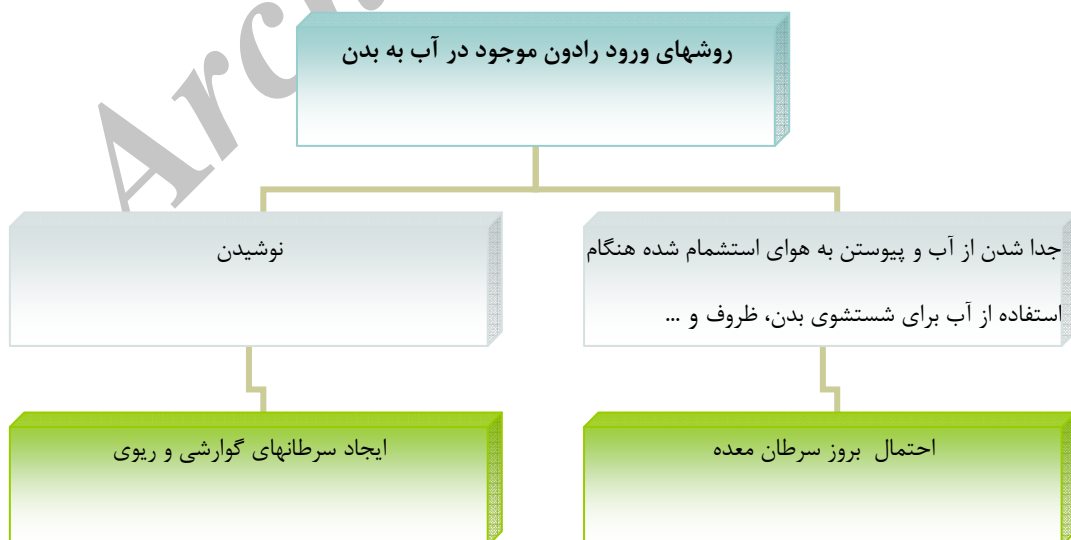 روشهای ورود رادون موجود در آب به بدن
جدا شدن از آب و پیوستن به هوای استشمام شده هنگام
استفاده از آب برای شستشوی بدن، ظروف و ...
نوشیدن
احتمال بروز سرطان معده
ایجاد سرطانهای گوارشی و ریوی